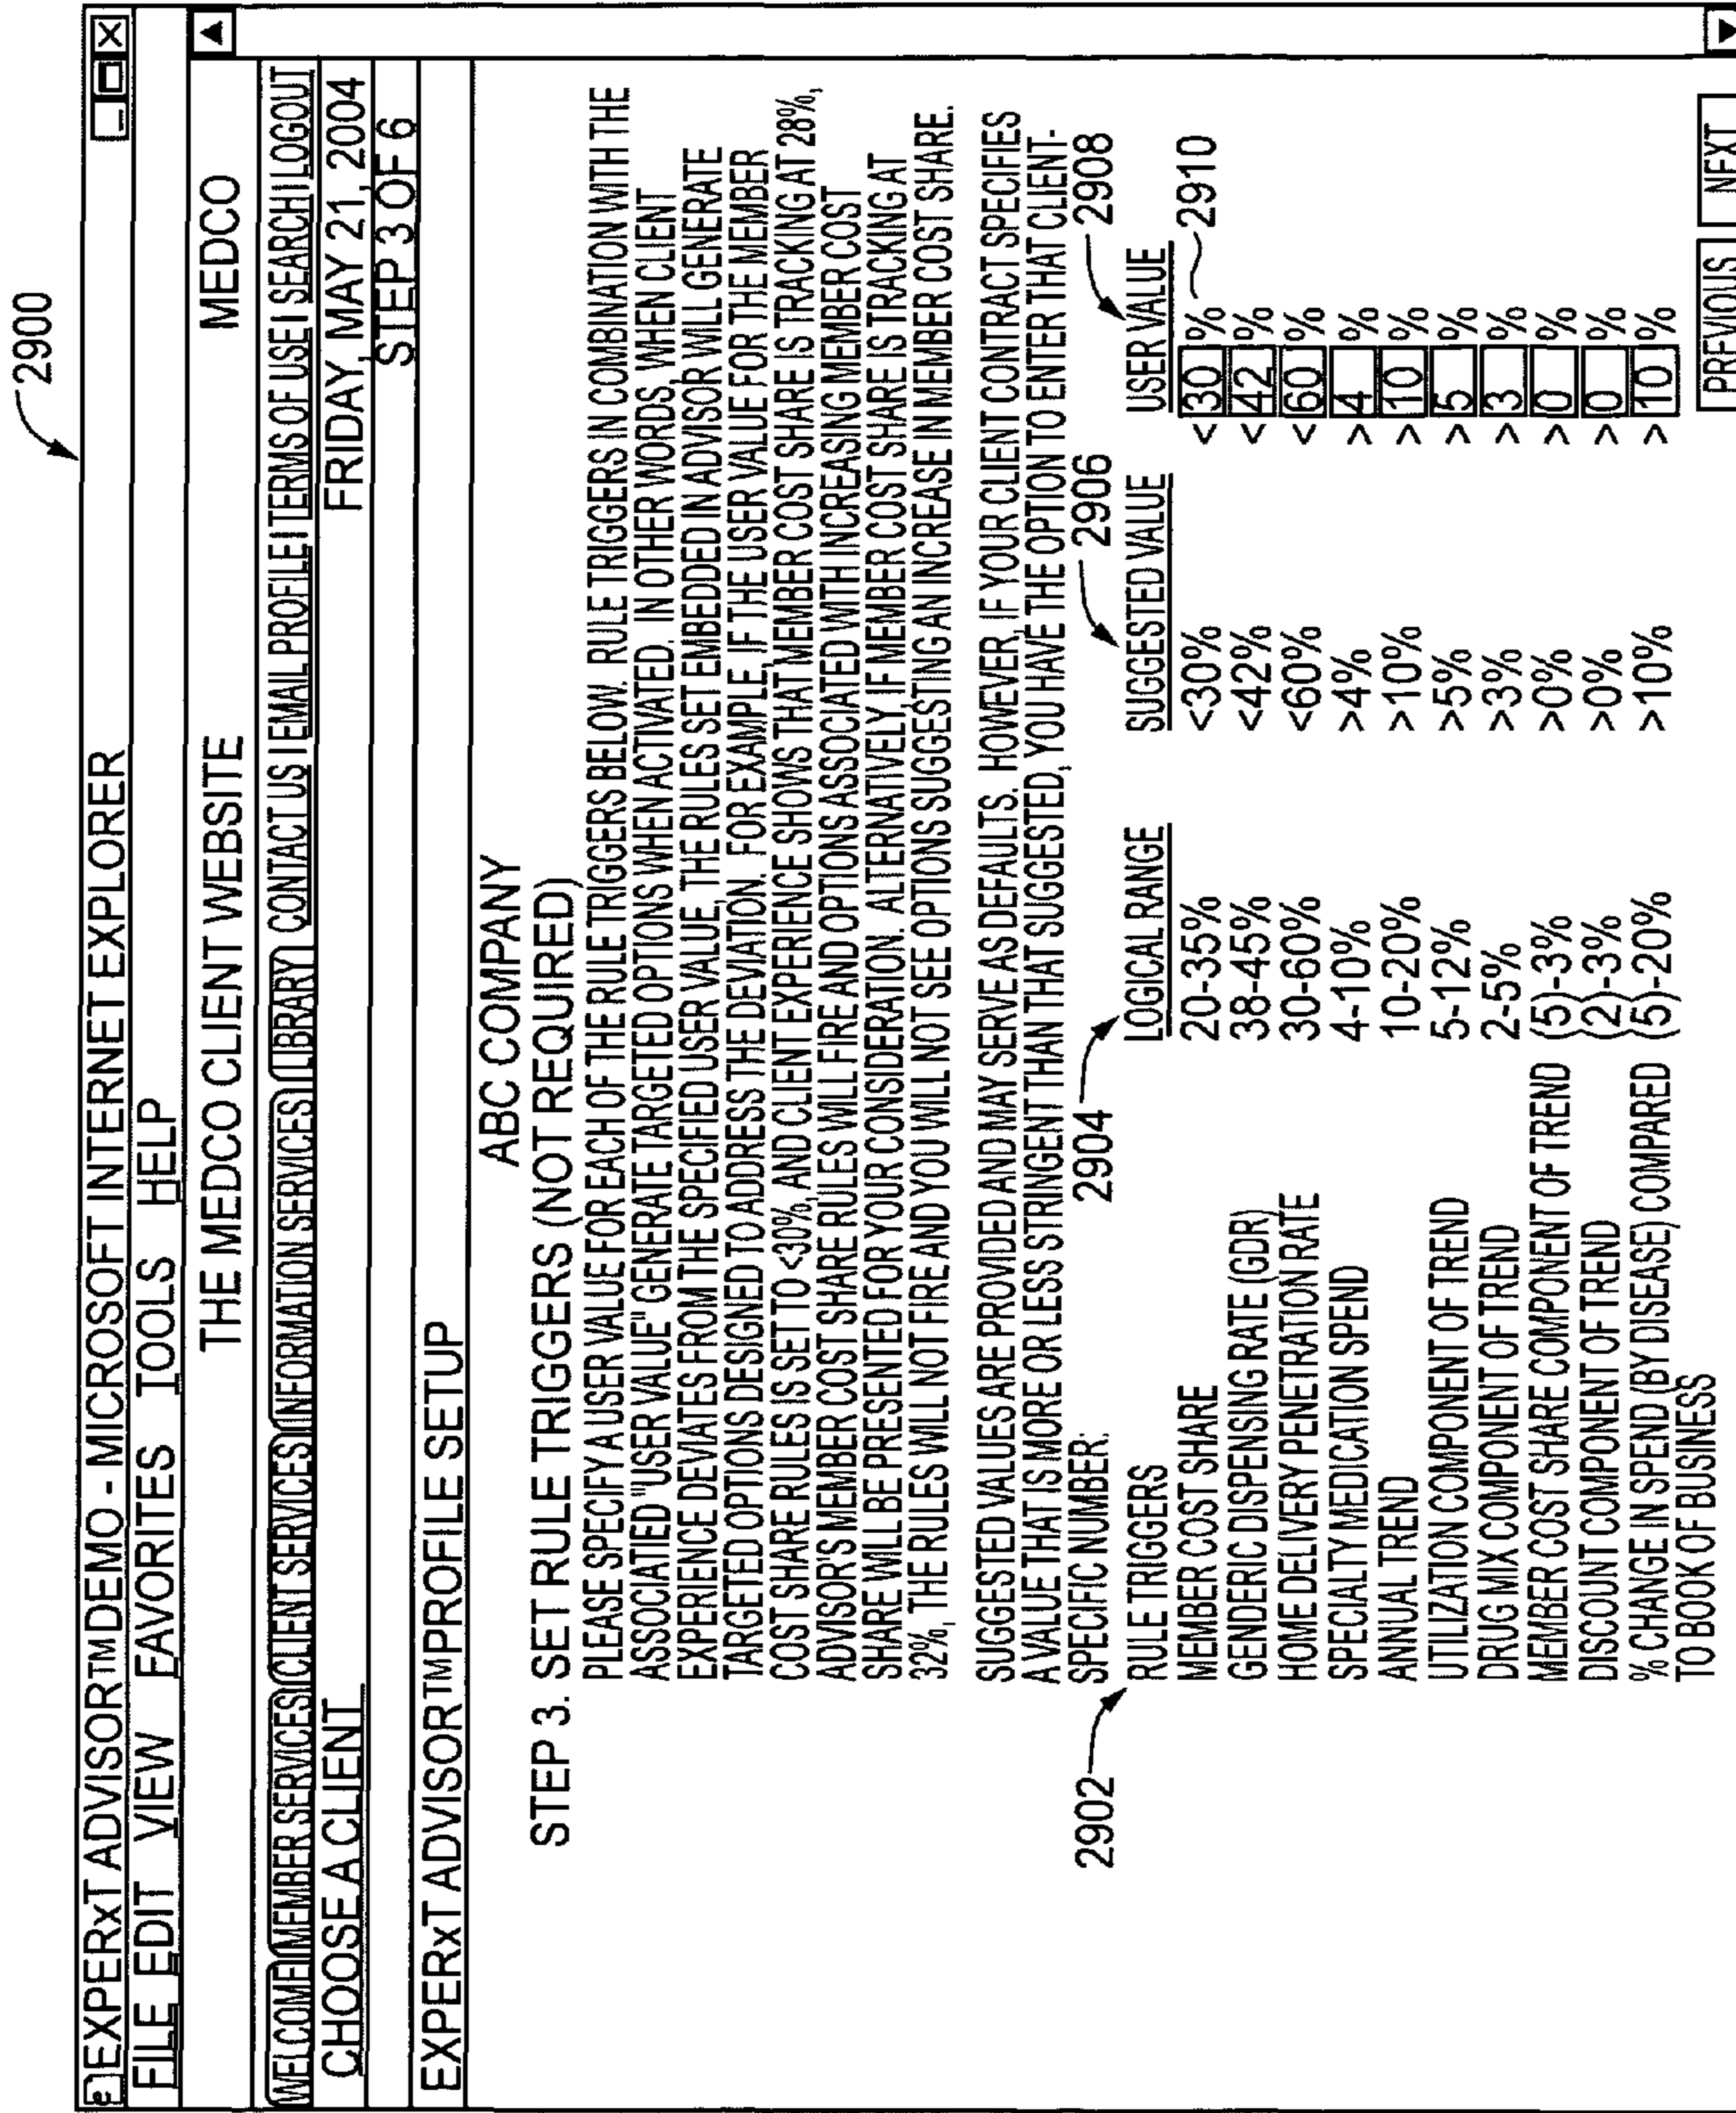 2900
EXPERxT ADVISOR™ DEMO - MICROSOFT INTERNET EXPLORER
FILE EDIT VIEW FAVORITES TOOLS HELP
THE MEDCO CLIENT WEBSITE MEDCO
WELCOME MEMBER SERVICES CLIENT SERVICES INFORMATION SERVICES LIBRARY CONTACT US | EMAIL PROFILE | TERMS OF USE | SEARCH | LOGOUT
CHOOSE A CLIENT FRIDAY, MAY 21, 2004
STEP 3 OF 6
EXPERxT ADVISOR™ PROFILE SETUP
ABC COMPANY
STEP 3. SET RULE TRIGGERS (NOT REQUIRED)
PLEASE SPECIFY A USER VALUE FOR EACH OF THE RULE TRIGGERS BELOW. RULE TRIGGERS IN COMBINATION WITH THE
ASSOCIATIED "USER VALUE" GENERATE TARGETED OPTIONS WHEN ACTIVATED. IN OTHER WORDS, WHEN CLIENT
EXPERIENCE DEVIATES FROM THE SPECIFIED USER VALUE, THE RULES SET EMBEDDED IN ADVISOR WILL GENERATE
TARGETED OPTIONS DESIGNED TO ADDRESS THE DEVIATION. FOR EXAMPLE, IF THE USER VALUE FOR THE MEMBER
COST SHARE RULES IS SET TO <30%, AND CLIENT EXPERIENCE SHOWS THAT MEMBER COST SHARE IS TRACKING AT 28%,
ADVISOR'S MEMBER COST SHARE RULES WILL FIRE AND OPTIONS ASSOCIATED WITH INCREASING MEMBER COST
SHARE WILL BE PRESENTED FOR YOUR CONSIDERATION. ALTERNATIVELY, IF MEMBER COST SHARE IS TRACKING AT
32%, THE RULES WILL NOT FIRE AND YOU WILL NOT SEE OPTIONS SUGGESTING AN INCREASE IN MEMBER COST SHARE.
SUGGESTED VALUES ARE PROVIDED AND MAY SERVE AS DEFAULTS. HOWEVER, IF YOUR CLIENT CONTRACT SPECIFIES
A VALUE THAT IS MORE OR LESS STRINGENT THAN THAT SUGGESTED, YOU HAVE THE OPTION TO ENTER THAT CLIENT-
SPECIFIC NUMBER.
2902 2904 2906 2908
RULE TRIGGERS LOGICAL RANGE SUGGESTED VALUE USER VALUE
MEMBER COST SHARE 20-35% <30% < 30 % 2910
GENDERIC DISPENSING RATE (GDR) 38-45% <42% < 42 %
HOME DELIVERY PENETRATION RATE 30-60% <60% < 60 %
SPECIALTY MEDICATION SPEND 4-10% >4% > 4 %
ANNUAL TREND 10-20% >10% > 10 %
UTILIZATION COMPONENT OF TREND 5-12% >5% > 5 %
DRUG MIX COMPONENT OF TREND 2-5% >3% > 3 %
MEMBER COST SHARE COMPONENT OF TREND (5)-3% >0% > 0 %
DISCOUNT COMPONENT OF TREND (2)-3% >0% > 0 %
% CHANGE IN SPEND (BY DISEASE) COMPARED (5)-20% >10% > 10 %
TO BOOK OF BUSINESS
PREVIOUS NEXT